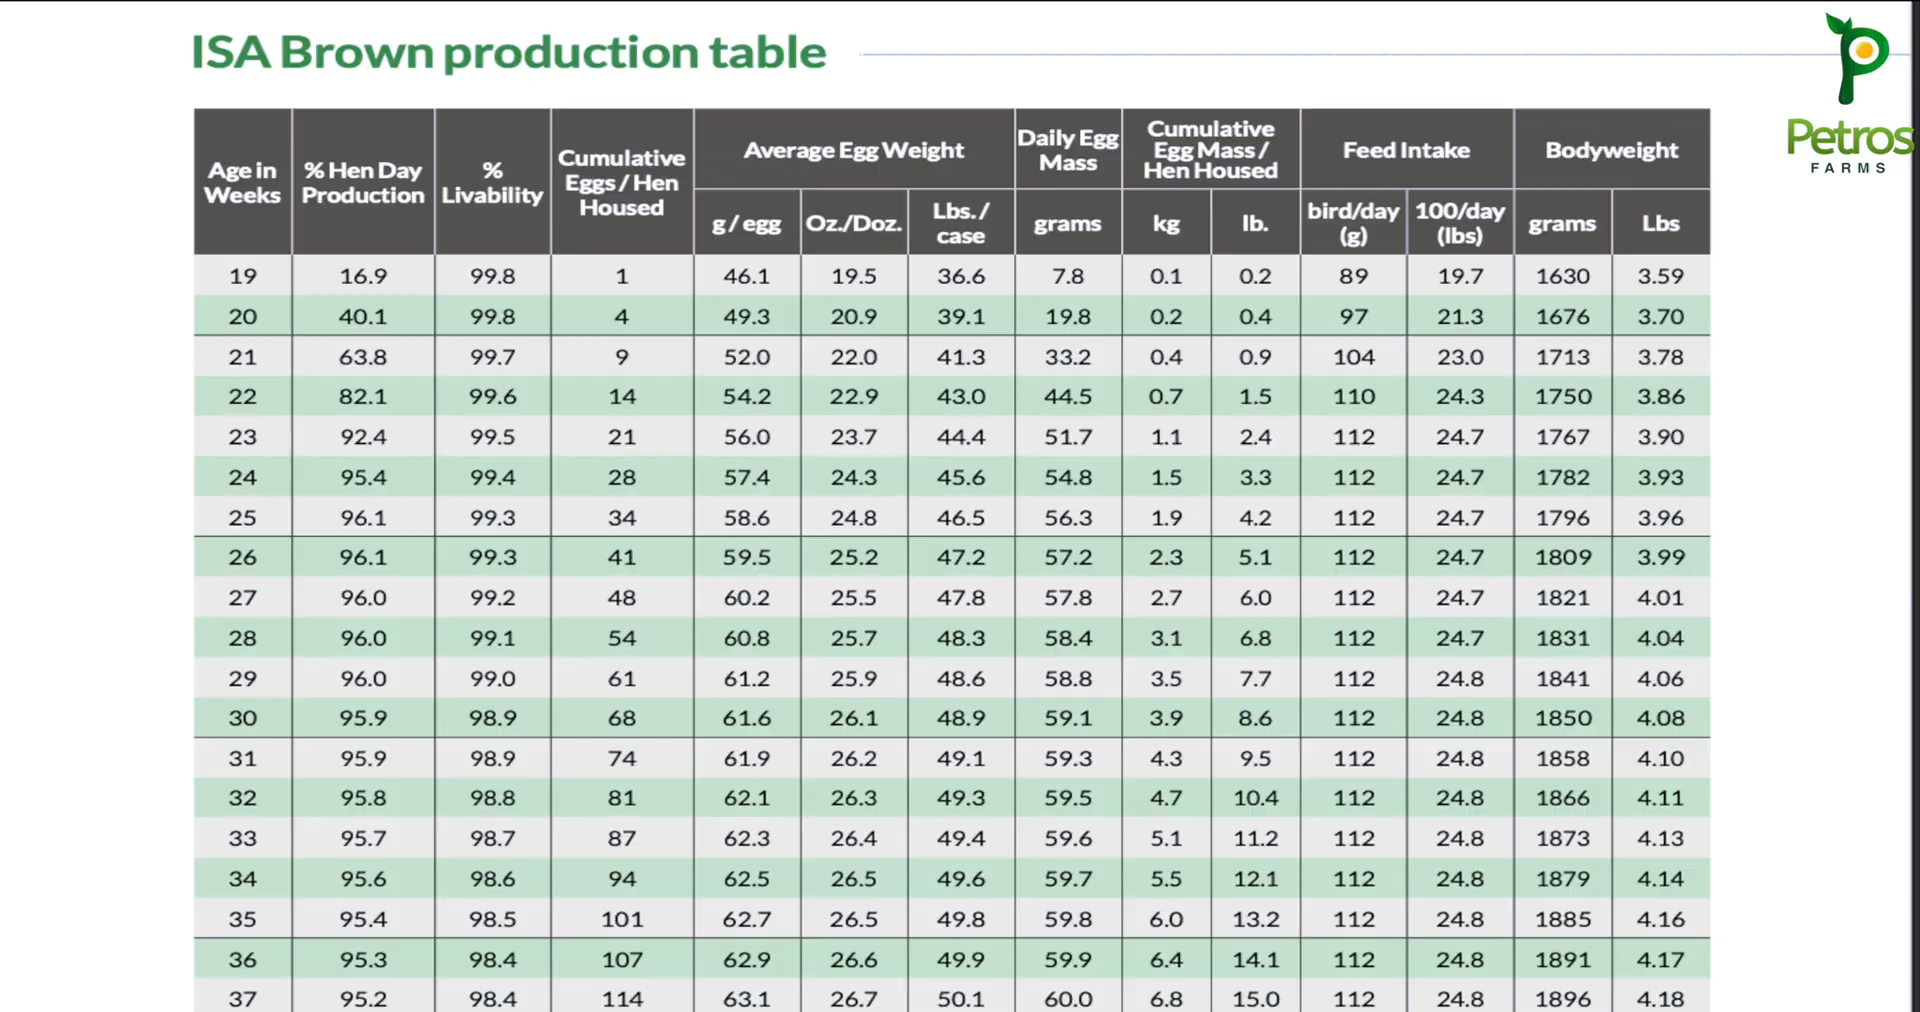 ISA Brown production table
Petros
FARMS
Age in Weeks | % Hen Day Production | % Livability | Cumulative Eggs / Hen Housed | Average Egg Weight | Daily Egg Mass | Cumulative Egg Mass / Hen Housed | Feed Intake | Bodyweight
g / egg | Oz./Doz. | Lbs. / case | grams | kg | lb. | bird/day (g) | 100/day (lbs) | grams | Lbs
19 16.9 99.8 1 46.1 19.5 36.6 7.8 0.1 0.2 89 19.7 1630 3.59
20 40.1 99.8 4 49.3 20.9 39.1 19.8 0.2 0.4 97 21.3 1676 3.70
21 63.8 99.7 9 52.0 22.0 41.3 33.2 0.4 0.9 104 23.0 1713 3.78
22 82.1 99.6 14 54.2 22.9 43.0 44.5 0.7 1.5 110 24.3 1750 3.86
23 92.4 99.5 21 56.0 23.7 44.4 51.7 1.1 2.4 112 24.7 1767 3.90
24 95.4 99.4 28 57.4 24.3 45.6 54.8 1.5 3.3 112 24.7 1782 3.93
25 96.1 99.3 34 58.6 24.8 46.5 56.3 1.9 4.2 112 24.7 1796 3.96
26 96.1 99.3 41 59.5 25.2 47.2 57.2 2.3 5.1 112 24.7 1809 3.99
27 96.0 99.2 48 60.2 25.5 47.8 57.8 2.7 6.0 112 24.7 1821 4.01
28 96.0 99.1 54 60.8 25.7 48.3 58.4 3.1 6.8 112 24.7 1831 4.04
29 96.0 99.0 61 61.2 25.9 48.6 58.8 3.5 7.7 112 24.8 1841 4.06
30 95.9 98.9 68 61.6 26.1 48.9 59.1 3.9 8.6 112 24.8 1850 4.08
31 95.9 98.9 74 61.9 26.2 49.1 59.3 4.3 9.5 112 24.8 1858 4.10
32 95.8 98.8 81 62.1 26.3 49.3 59.5 4.7 10.4 112 24.8 1866 4.11
33 95.7 98.7 87 62.3 26.4 49.4 59.6 5.1 11.2 112 24.8 1873 4.13
34 95.6 98.6 94 62.5 26.5 49.6 59.7 5.5 12.1 112 24.8 1879 4.14
35 95.4 98.5 101 62.7 26.5 49.8 59.8 6.0 13.2 112 24.8 1885 4.16
36 95.3 98.4 107 62.9 26.6 49.9 59.9 6.4 14.1 112 24.8 1891 4.17
37 95.2 98.4 114 63.1 26.7 50.1 60.0 6.8 15.0 112 24.8 1896 4.18